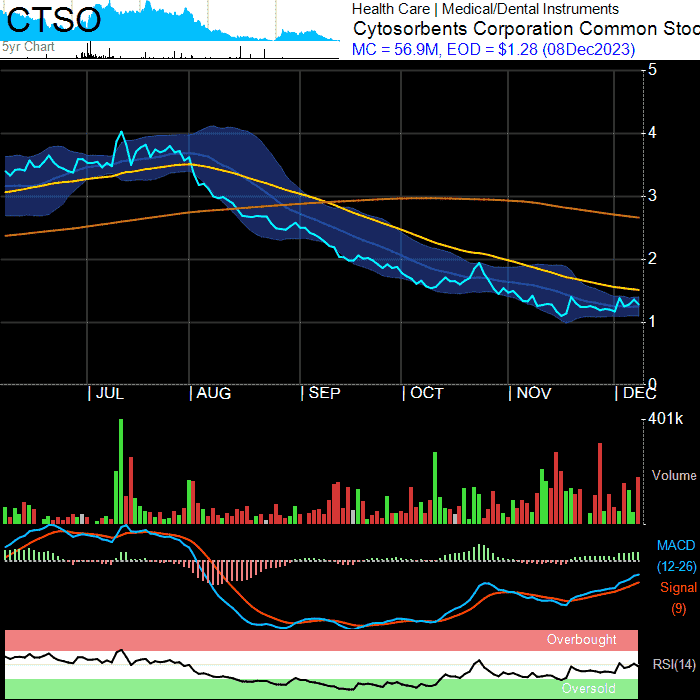 CTSO
5yr Chart
Health Care | Medical/Dental Instruments
Cytosorbents Corporation Common Stoc
MC = 56.9M, EOD = $1.28 (08Dec2023)
5
4
3
2
1
0
| JUL | AUG | SEP | OCT | NOV | DEC
401k
Volume
MACD
(12-26)
Signal
(9)
Overbought
RSI(14)
Oversold